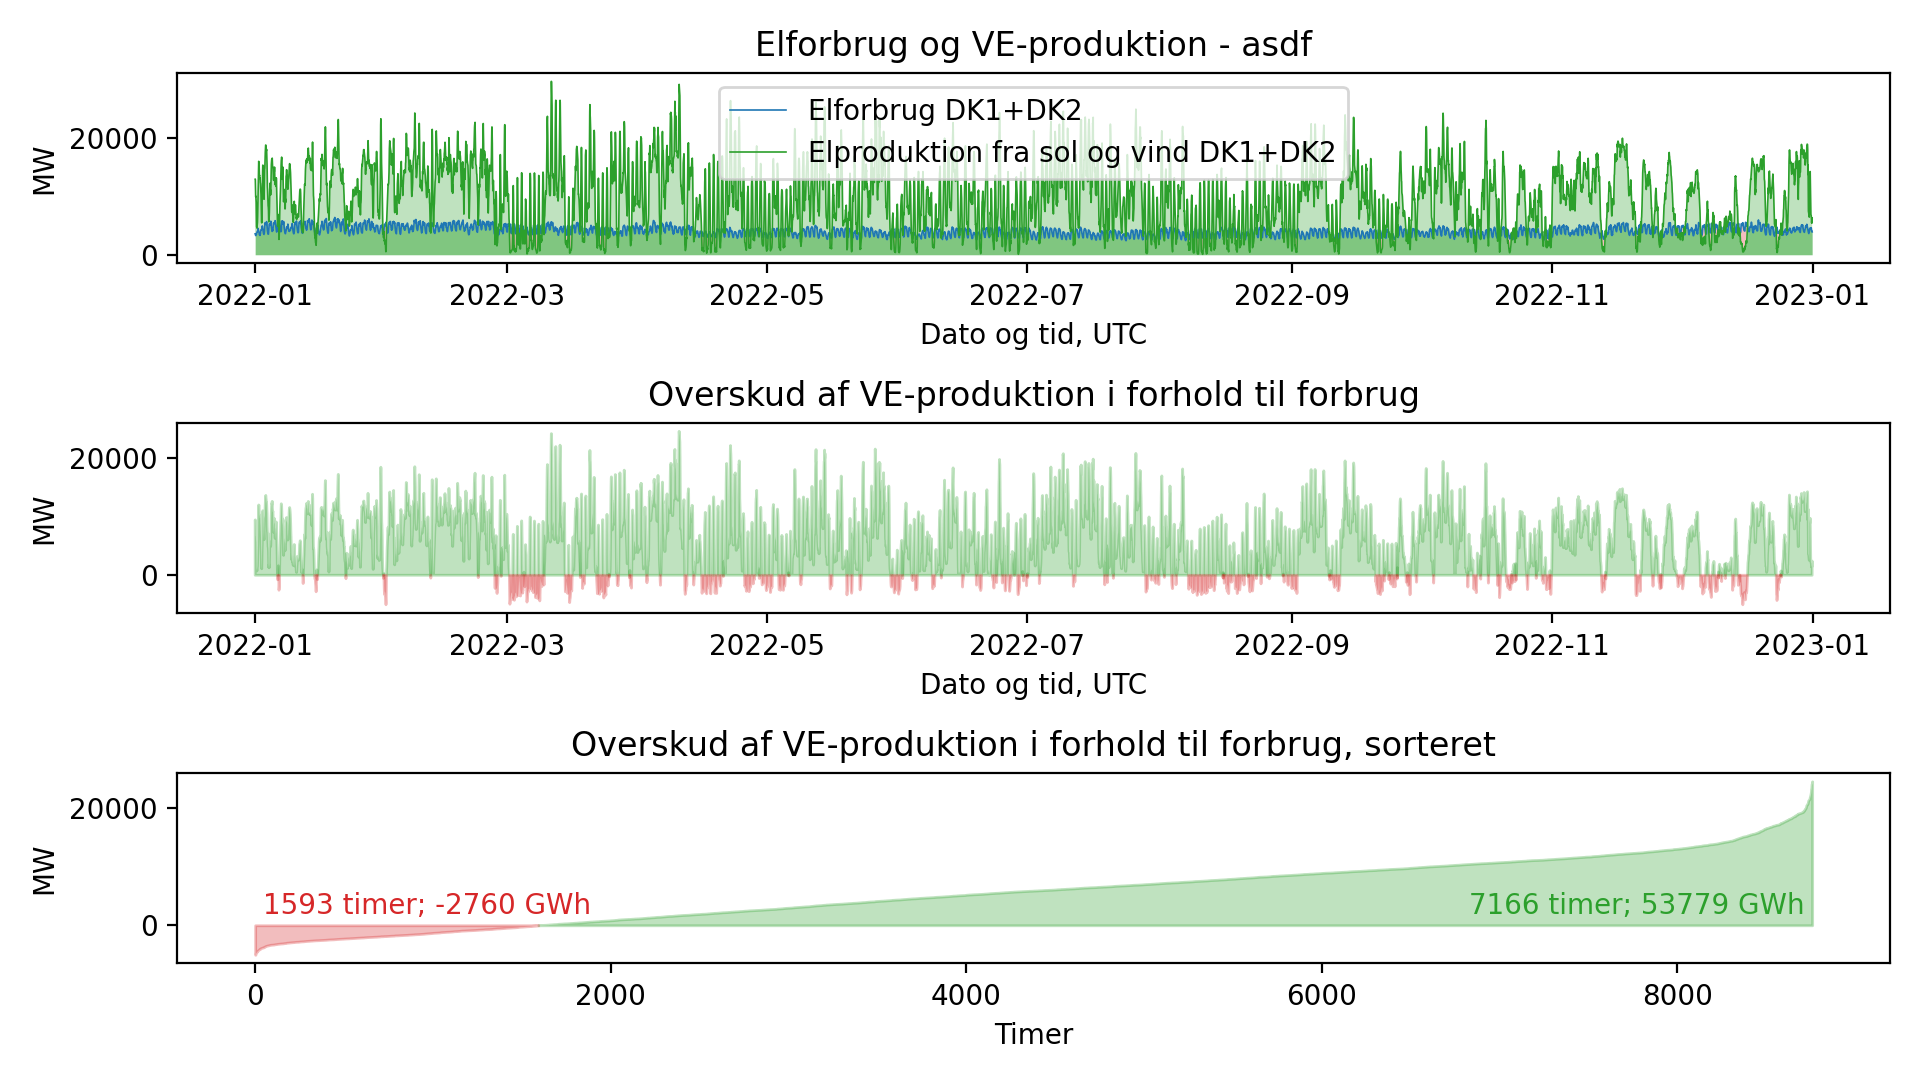 Elforbrug og VE-produktion - asdf
MW
20000
0
Elforbrug DK1+DK2
Elproduktion fra sol og vind DK1+DK2
2022-01 2022-03 2022-05 2022-07 2022-09 2022-11 2023-01
Dato og tid, UTC
Overskud af VE-produktion i forhold til forbrug
MW
20000
0
2022-01 2022-03 2022-05 2022-07 2022-09 2022-11 2023-01
Dato og tid, UTC
Overskud af VE-produktion i forhold til forbrug, sorteret
MW
20000
0
1593 timer; -2760 GWh
7166 timer; 53779 GWh
0 2000 4000 6000 8000
Timer